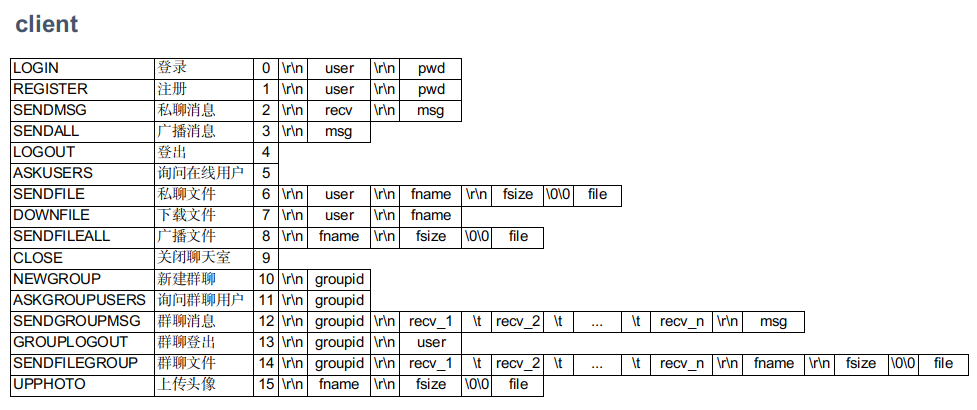 client
LOGIN 登录 0 \r\n user \r\n pwd
REGISTER 注册 1 \r\n user \r\n pwd
SENDMSG 私聊消息 2 \r\n recv \r\n msg
SENDALL 广播消息 3 \r\n msg
LOGOUT 登出 4
ASKUSERS 询问在线用户 5
SENDFILE 私聊文件 6 \r\n user \r\n fname \r\n fsize \0\0 file
DOWNFILE 下载文件 7 \r\n user \r\n fname
SENDFILEALL 广播文件 8 \r\n fname \r\n fsize \0\0 file
CLOSE 关闭聊天室 9
NEWGROUP 新建群聊 10 \r\n groupid
ASKGROUPUSERS 询问群聊用户 11 \r\n groupid
SENDGROUPMSG 群聊消息 12 \r\n groupid \r\n recv_1 \t recv_2 \t ... \t recv_n \r\n msg
GROUPLOGOUT 群聊登出 13 \r\n groupid \r\n user
SENDFILEGROUP 群聊文件 14 \r\n groupid \r\n recv_1 \t recv_2 \t ... \t recv_n \r\n fname \r\n fsize \0\0 file
UPPHOTO 上传头像 15 \r\n fname \r\n fsize \0\0 file